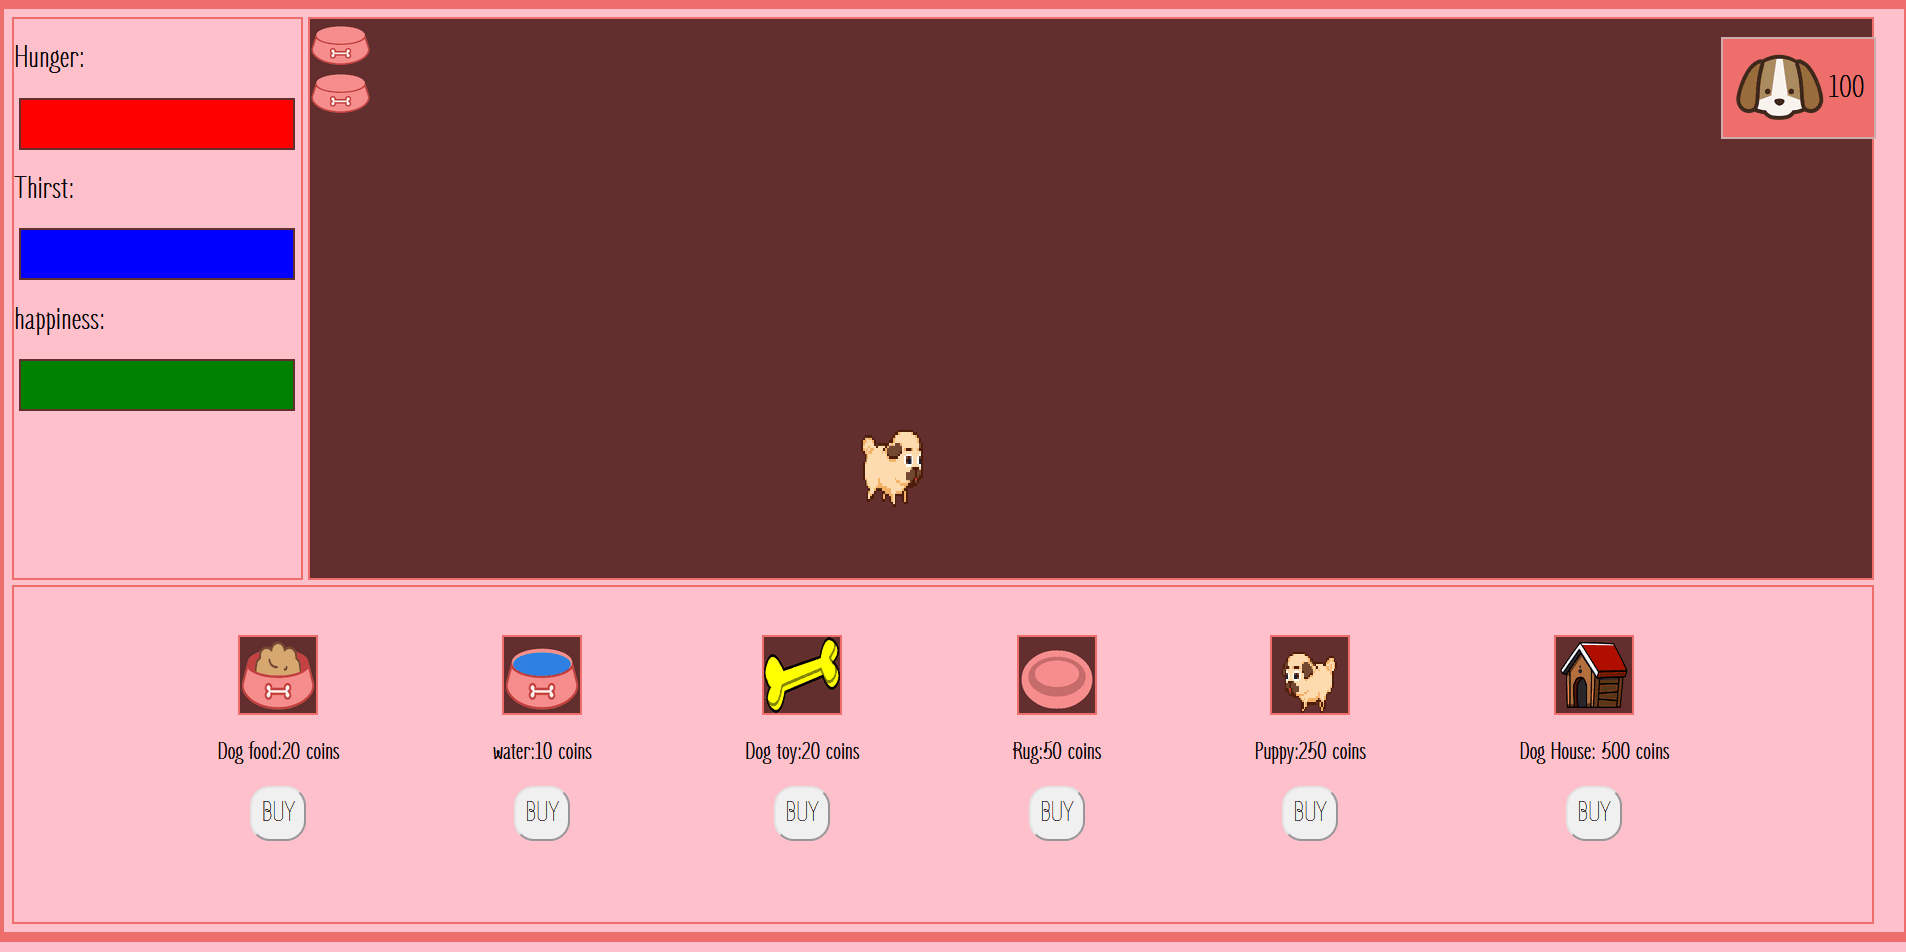 Hunger:
100
Thirst:
happiness:
Dog food:20 coins
water:10 coins
Dog toy:20 coins
Rug:50 coins
Puppy:250 coins
Dog House: 500 coins
BUY
BUY
BUY
BUY
BUY
BUY